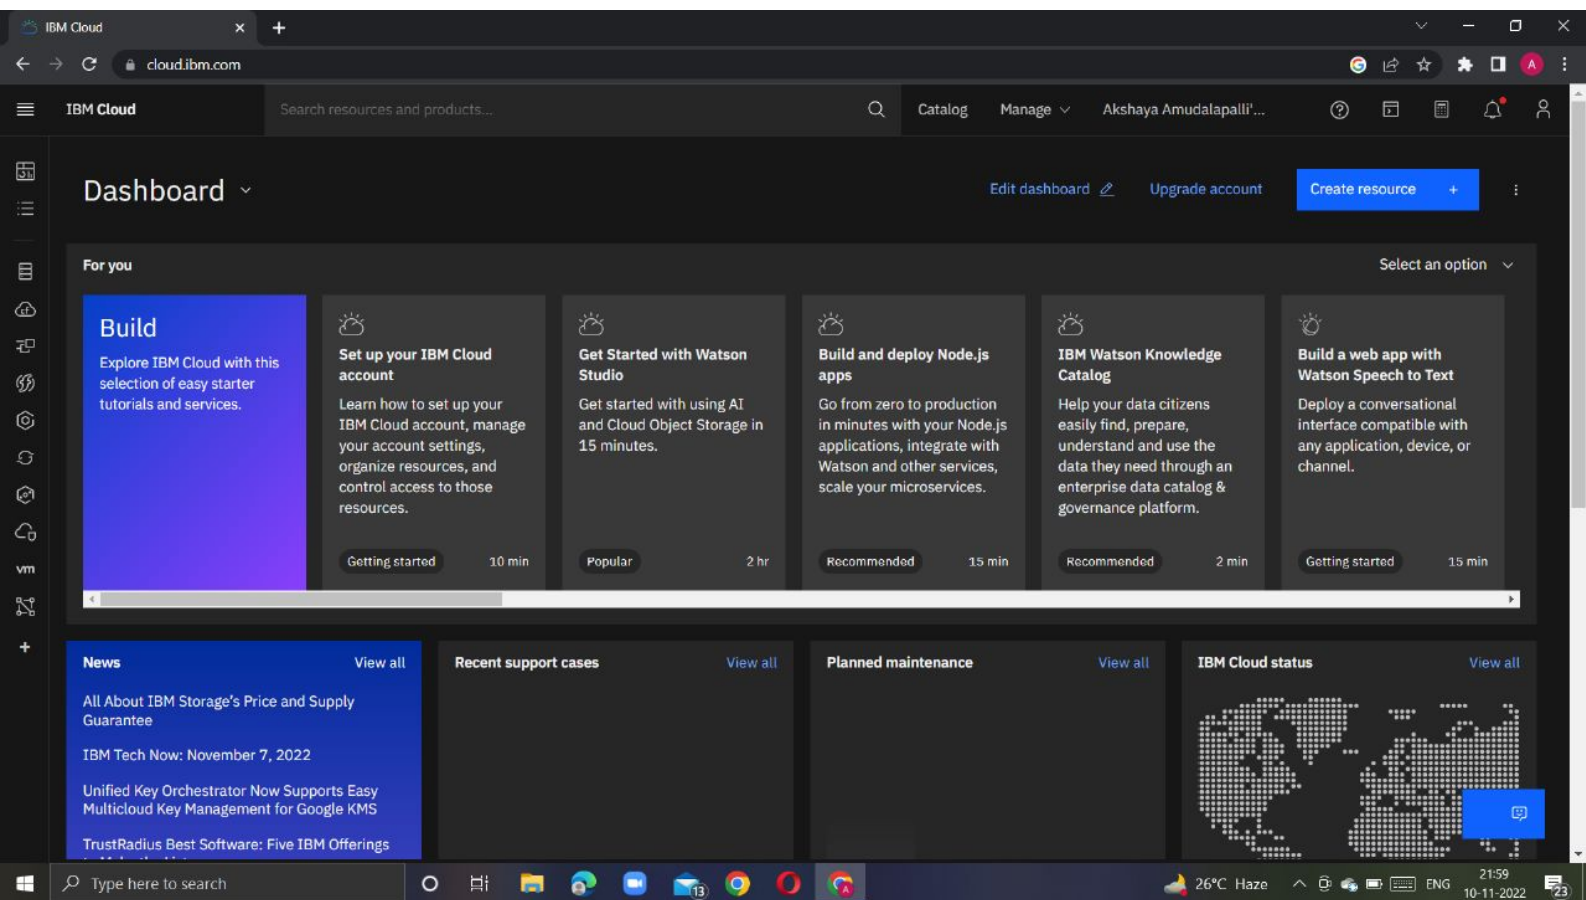 IBM Cloud
cloud.ibm.com
A
IBM Cloud
Search resources and products...
Catalog
Manage
Akshaya Amudalapalli'...
Dashboard
Edit dashboard
Upgrade account
Create resource +
For you
Select an option
Build
Explore IBM Cloud with this
selection of easy starter
tutorials and services.
Set up your IBM Cloud
account
Learn how to set up your
IBM Cloud account, manage
your account settings,
organize resources, and
control access to those
resources.
Getting started
10 min
Get Started with Watson
Studio
Get started with using AI
and Cloud Object Storage in
15 minutes.
Popular
2 hr
Build and deploy Node.js
apps
Go from zero to production
in minutes with your Node.js
applications, integrate with
Watson and other services,
scale your microservices.
Recommended
15 min
IBM Watson Knowledge
Catalog
Help your data citizens
easily find, prepare,
understand and use the
data they need through an
enterprise data catalog &
governance platform.
Recommended
2 min
Build a web app with
Watson Speech to Text
Deploy a conversational
interface compatible with
any application, device, or
channel.
Getting started
15 min
vm
News
View all
All About IBM Storage's Price and Supply
Guarantee
IBM Tech Now: November 7, 2022
Unified Key Orchestrator Now Supports Easy
Multicloud Key Management for Google KMS
TrustRadius Best Software: Five IBM Offerings
Recent support cases
View all
Planned maintenance
View all
IBM Cloud status
View all
Type here to search
13
26°C Haze
ENG
21:59
10-11-2022
23